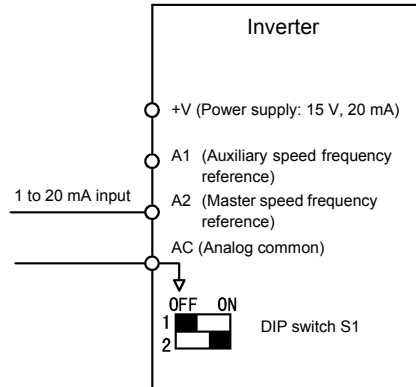 Inverter
+V (Power supply: 15 V, 20 mA)
A1 (Auxiliary speed frequency
reference)
1 to 20 mA input
A2 (Master speed frequency
reference)
AC (Analog common)
OFF ON
1
DIP switch S1
2